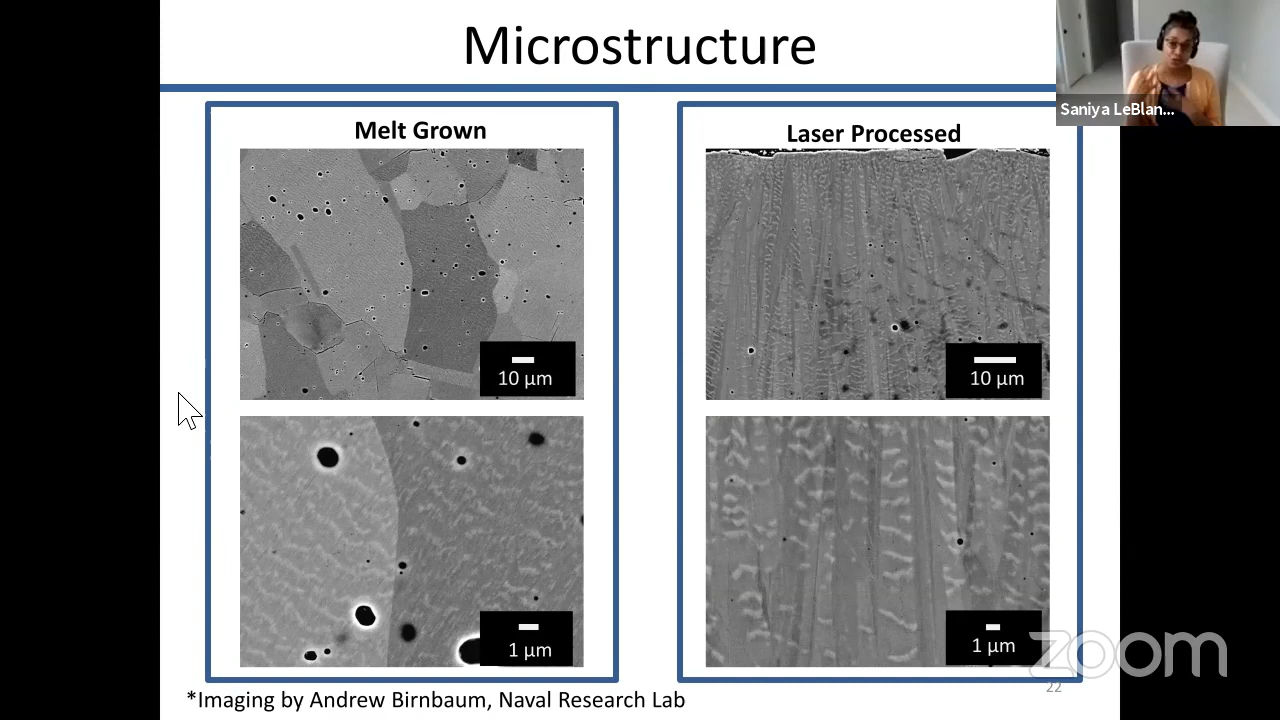 Microstructure
Saniya LeBlan...
Melt Grown
Laser Processed
10 µm
10 µm
1 µm
1 µm
zoom
22
*Imaging by Andrew Birnbaum, Naval Research Lab